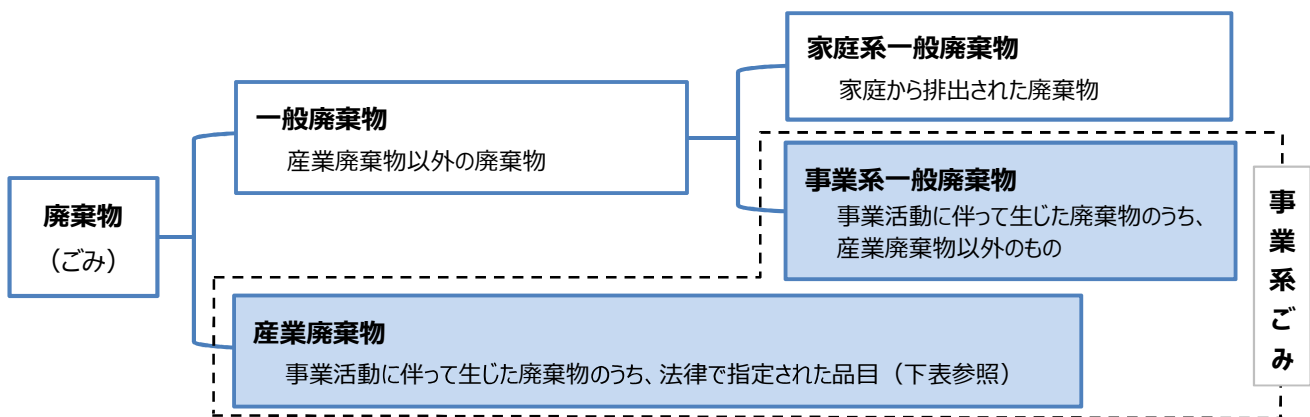 廃棄物
（ごみ）
一般廃棄物
産業廃棄物以外の廃棄物
家庭系一般廃棄物
家庭から排出された廃棄物
事業系一般廃棄物
事業活動に伴って生じた廃棄物のうち、
産業廃棄物以外のもの
産業廃棄物
事業活動に伴って生じた廃棄物のうち、法律で指定された品目（下表参照）
事業系ごみ